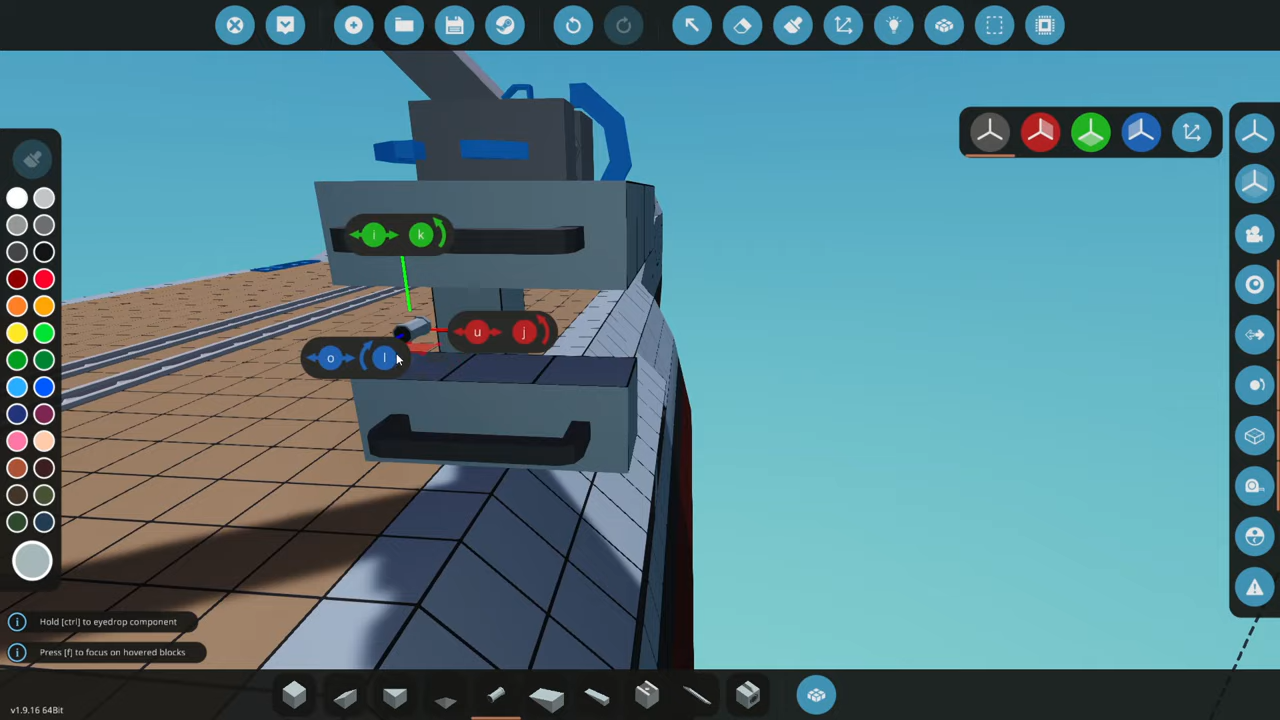 i k
u j
o l
Hold [ctrl] to eyedrop component
Press [f] to focus on hovered blocks
v1.9.16 64Bit